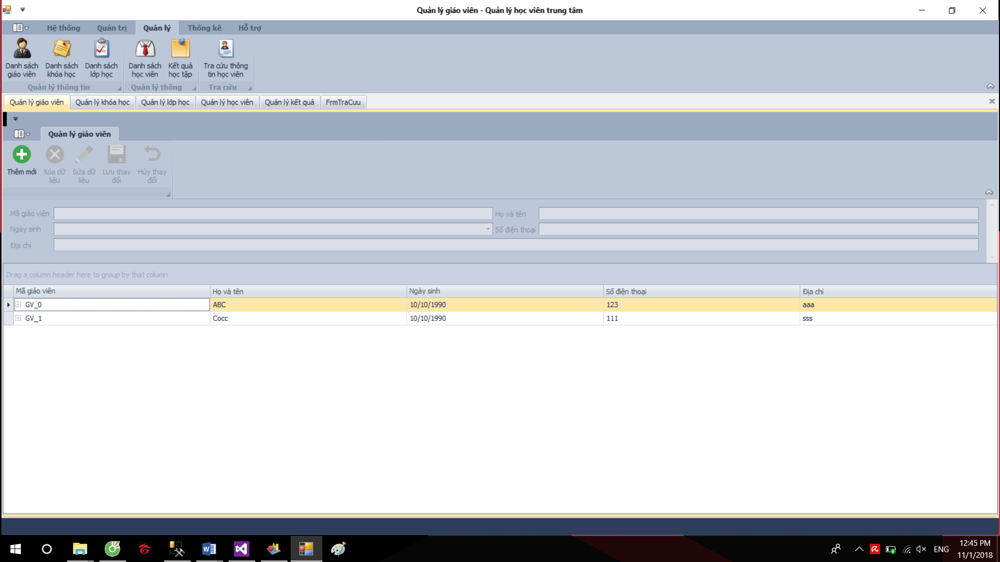 Quản lý giáo viên - Quản lý học viên trung tâm
Hệ thống Quản trị Quản lý Thống kê Hỗ trợ
Danh sách giáo viên
Danh sách khóa học
Danh sách lớp học
Danh sách học viên
Kết quả học tập
Tra cứu thông tin học viên
Quản lý thông tin Quản lý thông Tra cứu
Quản lý giáo viên Quản lý khóa học Quản lý lớp học Quản lý học viên Quản lý kết quả FrmTraCuu
Quản lý giáo viên
Thêm mới
Xóa dữ liệu
Sửa dữ liệu
Lưu thay đổi
Hủy thay đổi
Mã giáo viên Họ và tên
Ngày sinh Số điện thoại
Địa chỉ
Drag a column header here to group by that column
Mã giáo viên Họ và tên Ngày sinh Số điện thoại Địa chỉ
GV_0 ABC 10/10/1990 123 aaa
GV_1 Cocc 10/10/1990 111 sss
ENG
12:45 PM
11/1/2018